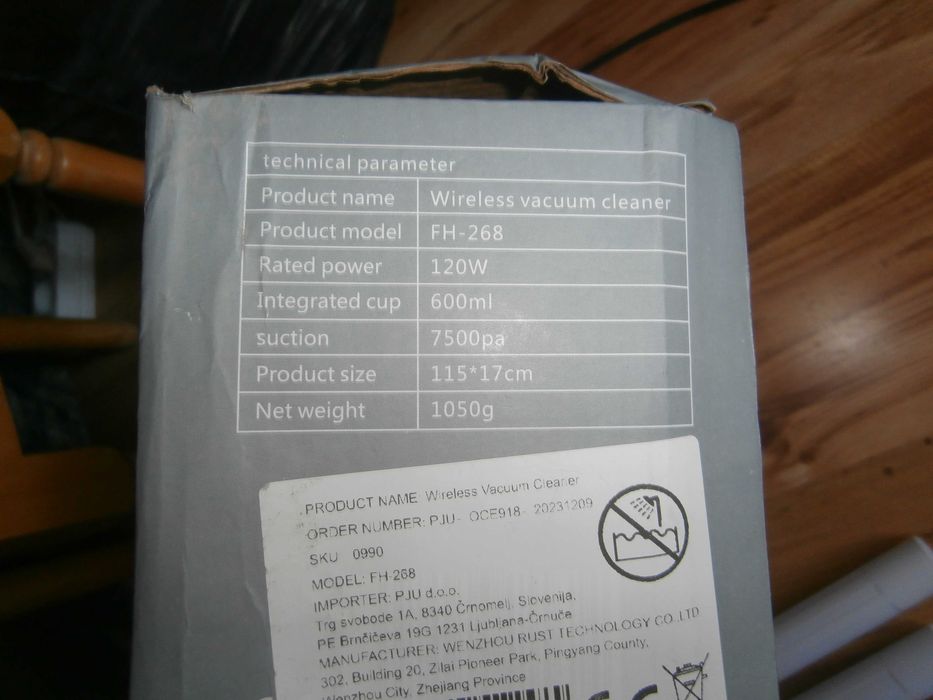 technical parameter
Product name Wireless vacuum cleaner
Product model FH-268
Rated power 120W
Integrated cup 600ml
suction 7500pa
Product size 115*17cm
Net weight 1050g
PRODUCT NAME Wireless Vacuum Cleaner
ORDER NUMBER: PJU- OCE918- 20231209
SKU 0990
MODEL: FH-268
IMPORTER: PJU d.o.o.
Trg svobode 1A, 8340 Črnomelj, Slovenija,
PE Brnčičeva 19G 1231 Ljubljana-Črnuče
MANUFACTURER: WENZHOU RUST TECHNOLOGY CO.,LTD
302, Building 20, Zilai Pioneer Park, Pingyang County,
Wenzhou City, Zhejiang Province
CE